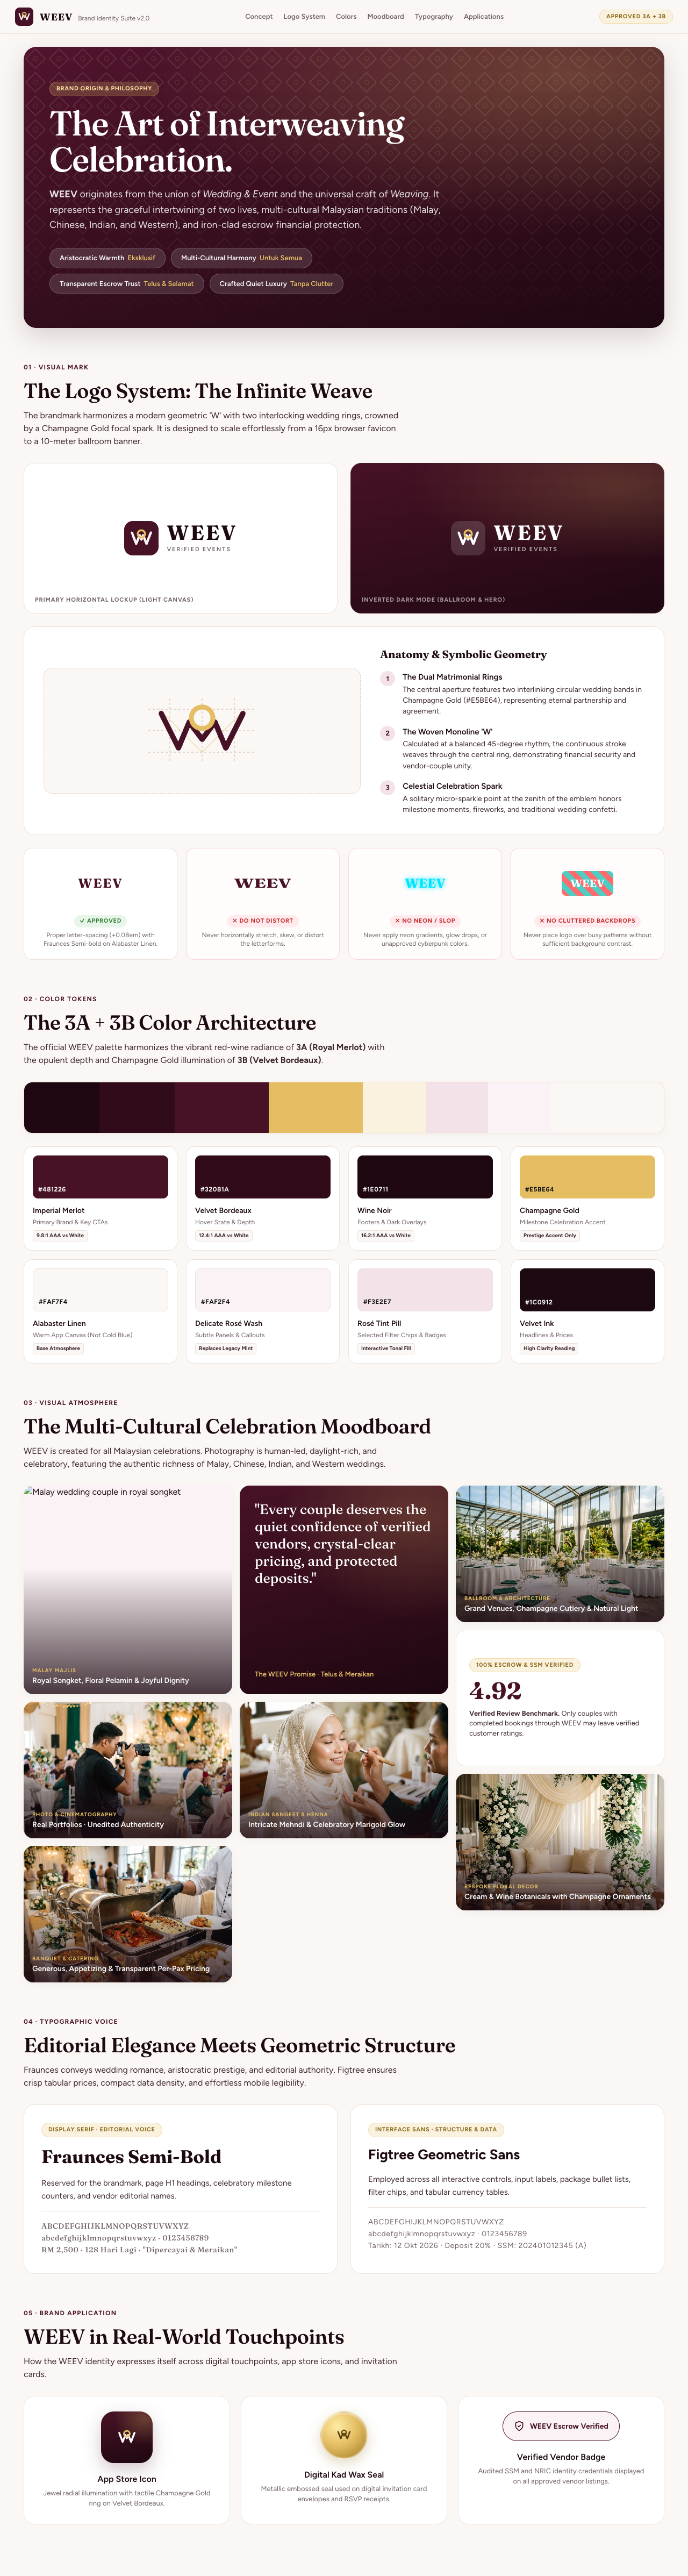 WEEV Brand Identity Suite v2.0
Concept Logo System Colors Moodboard Typography Applications
APPROVED 3A + 3B
BRAND ORIGIN & PHILOSOPHY
The Art of Interweaving
Celebration.
WEEV originates from the union of Wedding & Event and the universal craft of Weaving. It
represents the graceful intertwining of two lives, multi-cultural Malaysian traditions (Malay,
Chinese, Indian, and Western), and iron-clad escrow financial protection.
Aristocratic Warmth Eksklusif
Multi-Cultural Harmony Untuk Semua
Transparent Escrow Trust Telus & Selamat
Crafted Quiet Luxury Tanpa Clutter
01 · VISUAL MARK
The Logo System: The Infinite Weave
The brandmark harmonizes a modern geometric 'W' with two interlocking wedding rings, crowned
by a Champagne Gold focal spark. It is designed to scale effortlessly from a 16px browser favicon
to a 10-meter ballroom banner.
WEEV
VERIFIED EVENTS
PRIMARY HORIZONTAL LOCKUP (LIGHT CANVAS)
WEEV
VERIFIED EVENTS
INVERTED DARK MODE (BALLROOM & HERO)
Anatomy & Symbolic Geometry
1
The Dual Matrimonial Rings
The central aperture features two interlinking circular wedding bands in
Champagne Gold (#E5BE64), representing eternal partnership and
agreement.
2
The Woven Monoline 'W'
Calculated at a balanced 45-degree rhythm, the continuous stroke
weaves through the central ring, demonstrating financial security and
vendor-couple unity.
3
Celestial Celebration Spark
A solitary micro-sparkle point at the zenith of the emblem honors
milestone moments, fireworks, and traditional wedding confetti.
WEEV
✓ APPROVED
Proper letter-spacing (+0.08em) with
Fraunces Semi-bold on Alabaster Linen.
WEEV
✕ DO NOT DISTORT
Never horizontally stretch, skew, or distort
the letterforms.
WEEV
✕ NO NEON / SLOP
Never apply neon gradients, glow drops, or
unapproved cyberpunk colors.
WEEV
✕ NO CLUTTERED BACKDROPS
Never place logo over busy patterns without
sufficient background contrast.
02 · COLOR TOKENS
The 3A + 3B Color Architecture
The official WEEV palette harmonizes the vibrant red-wine radiance of 3A (Royal Merlot) with
the opulent depth and Champagne Gold illumination of 3B (Velvet Bordeaux).
#481226
Imperial Merlot
Primary Brand & Key CTAs
9.8:1 AAA vs White
#320B1A
Velvet Bordeaux
Hover State & Depth
12.4:1 AAA vs White
#1E0711
Wine Noir
Footers & Dark Overlays
16.2:1 AAA vs White
#E5BE64
Champagne Gold
Milestone Celebration Accent
Prestige Accent Only
#FAF7F4
Alabaster Linen
Warm App Canvas (Not Cold Blue)
Base Atmosphere
#FAF2F4
Delicate Rosé Wash
Subtle Panels & Callouts
Replaces Legacy Mint
#F3E2E7
Rosé Tint Pill
Selected Filter Chips & Badges
Interactive Tonal Fill
#1C0912
Velvet Ink
Headlines & Prices
High Clarity Reading
03 · VISUAL ATMOSPHERE
The Multi-Cultural Celebration Moodboard
WEEV is created for all Malaysian celebrations. Photography is human-led, daylight-rich, and
celebratory, featuring the authentic richness of Malay, Chinese, Indian, and Western weddings.
Malay wedding couple in royal songket
MALAY MAJLIS
Royal Songket, Floral Pelamin & Joyful Dignity
"Every couple deserves the
quiet confidence of verified
vendors, crystal-clear
pricing, and protected
deposits."
The WEEV Promise · Telus & Meraikan
BALLROOM & ARCHITECTURE
Grand Venues, Champagne Cutlery & Natural Light
100% ESCROW & SSM VERIFIED
4.92
Verified Review Benchmark. Only couples with
completed bookings through WEEV may leave verified
customer ratings.
PHOTO & CINEMATOGRAPHY
Real Portfolios · Unedited Authenticity
INDIAN SANGEET & HENNA
Intricate Mehndi & Celebratory Marigold Glow
BESPOKE FLORAL DECOR
Cream & Wine Botanicals with Champagne Ornaments
BANQUET & CATERING
Generous, Appetizing & Transparent Per-Pax Pricing
04 · TYPOGRAPHIC VOICE
Editorial Elegance Meets Geometric Structure
Fraunces conveys wedding romance, aristocratic prestige, and editorial authority. Figtree ensures
crisp tabular prices, compact data density, and effortless mobile legibility.
DISPLAY SERIF · EDITORIAL VOICE
Fraunces Semi-Bold
Reserved for the brandmark, page H1 headings, celebratory milestone
counters, and vendor editorial names.
ABCDEFGHIJKLMNOPQRSTUVWXYZ
abcdefghijklmnopqrstuvwxyz · 0123456789
RM 2,500 · 128 Hari Lagi · "Dipercayai & Meraikan"
INTERFACE SANS · STRUCTURE & DATA
Figtree Geometric Sans
Employed across all interactive controls, input labels, package bullet lists,
filter chips, and tabular currency tables.
ABCDEFGHIJKLMNOPQRSTUVWXYZ
abcdefghijklmnopqrstuvwxyz · 0123456789
Tarikh: 12 Okt 2026 · Deposit 20% · SSM: 202401012345 (A)
05 · BRAND APPLICATION
WEEV in Real-World Touchpoints
How the WEEV identity expresses itself across digital touchpoints, app store icons, and invitation
cards.
App Store Icon
Jewel radial illumination with tactile Champagne Gold
ring on Velvet Bordeaux.
Digital Kad Wax Seal
Metallic embossed seal used on digital invitation card
envelopes and RSVP receipts.
WEEV Escrow Verified
Verified Vendor Badge
Audited SSM and NRIC identity credentials displayed
on all approved vendor listings.